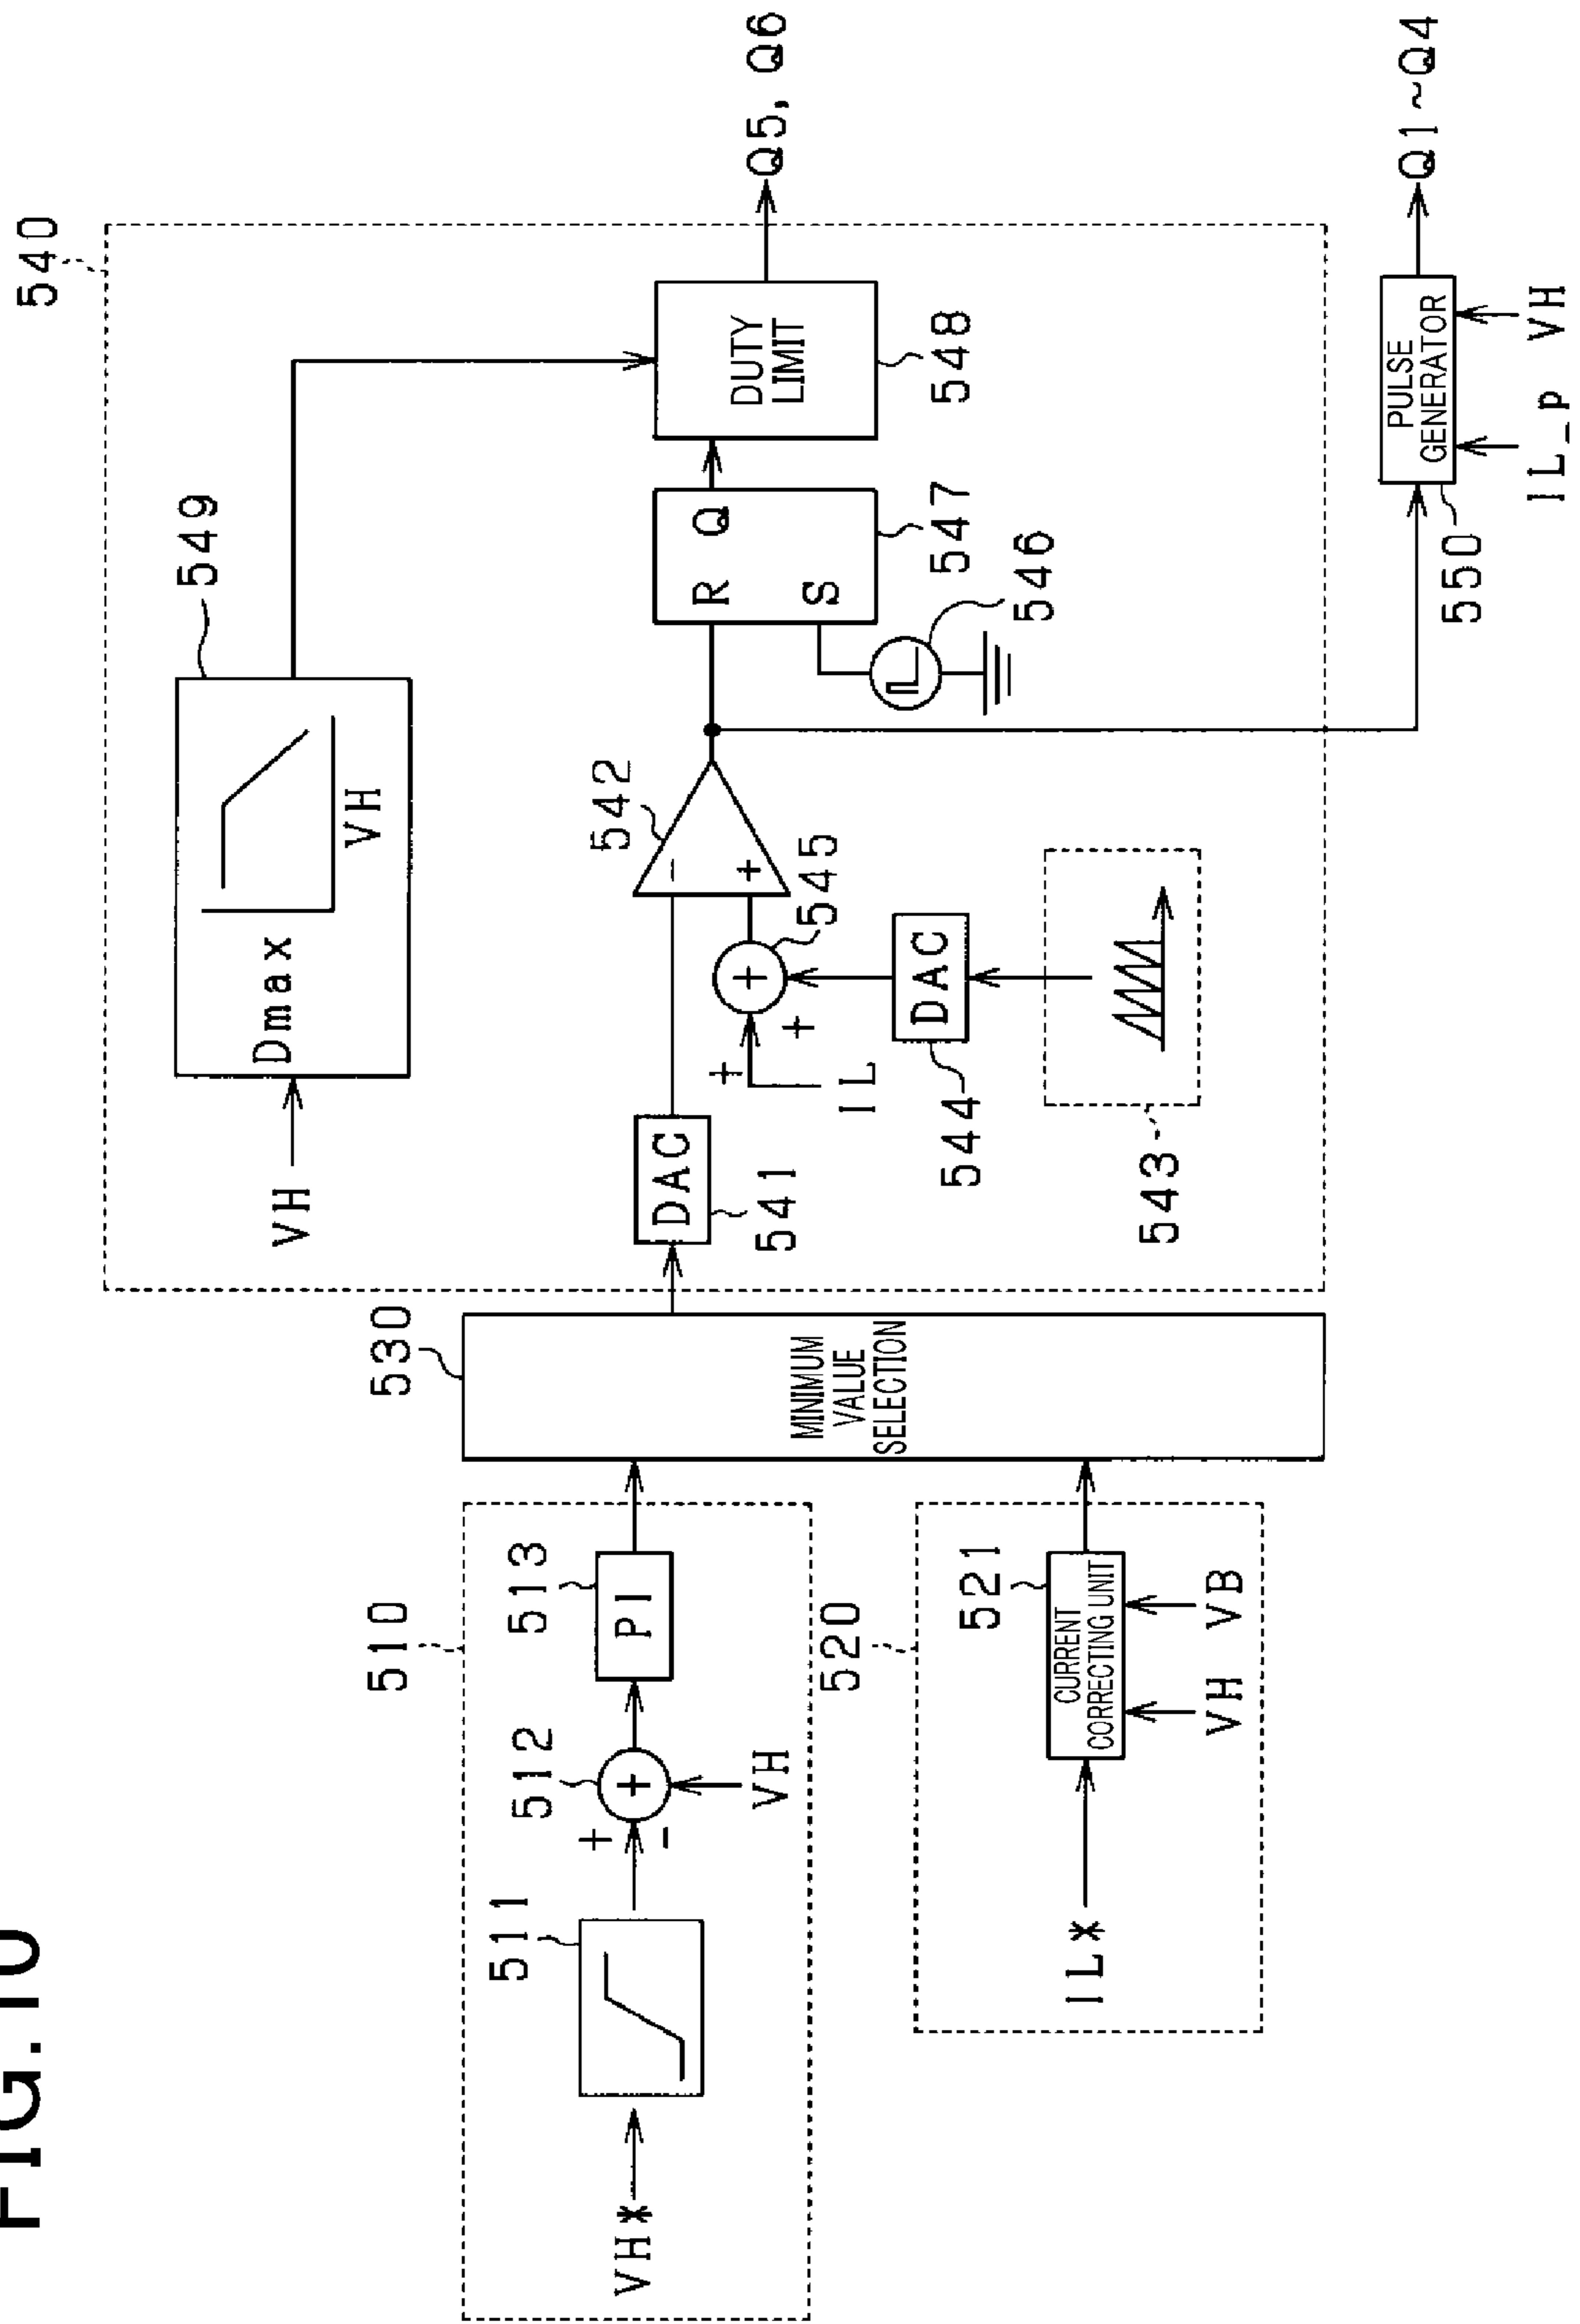 FIG.10
540
549
Dmax
VH
VH
Q5, Q6
DUTY
LIMIT
548
R Q
S
547
546
542
−
+
545
+
+
+
IL
DAC
541
DAC
544
543
530
MINIMUM
VALUE
SELECTION
510
513
PI
512
+
+
-
VH
511
VH*
520
521
CURRENT
CORRECTING UNIT
VH VB
IL*
550
PULSE
GENERATOR
IL_p VH
Q1~Q4